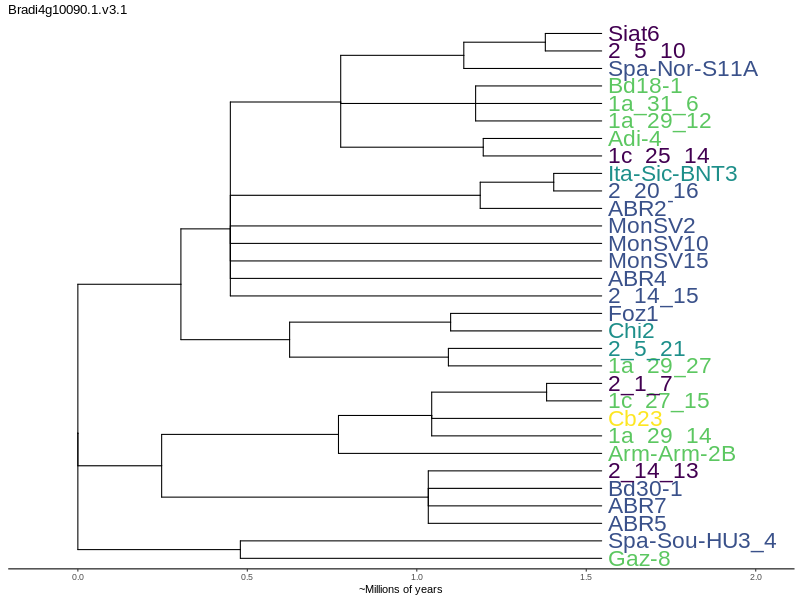 Bradi4g10090.1.v3.1
Siat6
2_5_10
Spa-Nor-S11A
Bd18-1
1a_31_6
1a_29_12
Adi-4
1c_25_14
Ita-Sic-BNT3
2_20_16
ABR2
MonSV2
MonSV10
MonSV15
ABR4
2_14_15
Foz1
Chi2
2_5_21
1a_29_27
2_1_7
1c_27_15
Cb23
1a_29_14
Arm-Arm-2B
2_14_13
Bd30-1
ABR7
ABR5
Spa-Sou-HU3_4
Gaz-8
0.0 0.5 1.0 1.5 2.0
~Millions of years